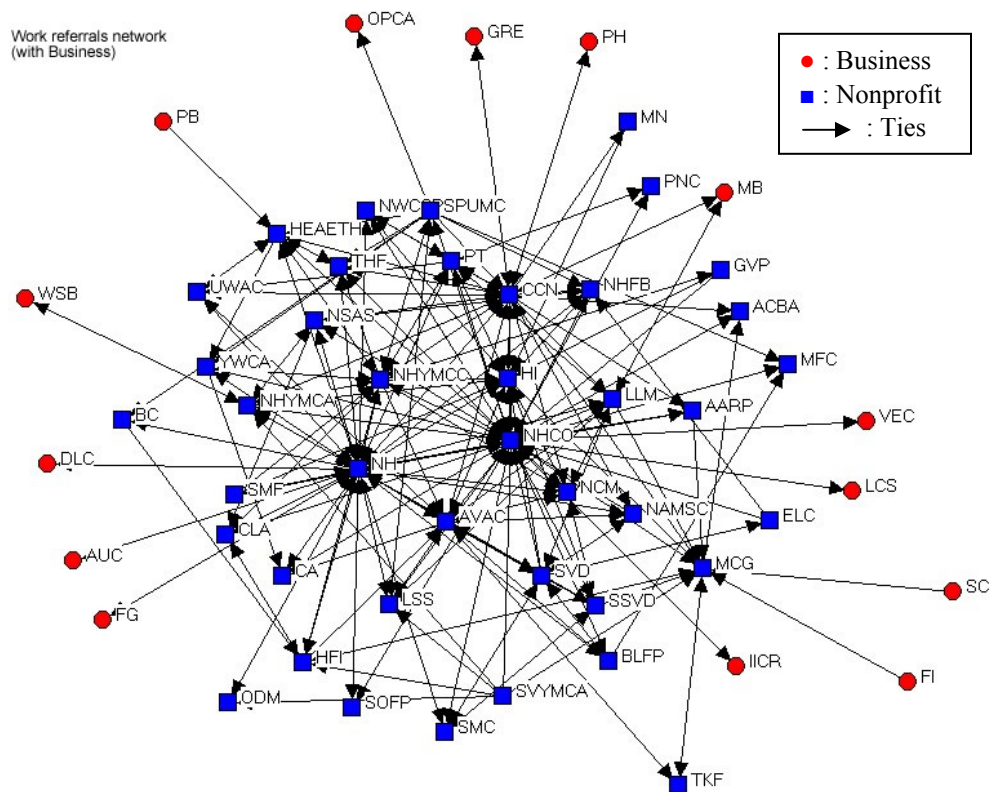 Work referrals network
(with Business)
: Business
: Nonprofit
: Ties
OPCA
GRE
PH
PB
MN
PNC
MB
SPUMC
HEAETH
THF
PT
GVP
UWAC
CCN
NHFB
WSB
ACBA
NSAS
YWCA
HI
MFC
NHYMCA
LLM
AARP
BC
VEC
NHCO
DLC
NH
LCS
SMF
NCM
NAMSC
ELC
CLA
AVAC
AUC
CA
SVD
MCG
SC
FG
LSS
SSVD
HFI
BLFP
IICR
FI
ODM
SOFP
SVYMCA
SMC
TKF